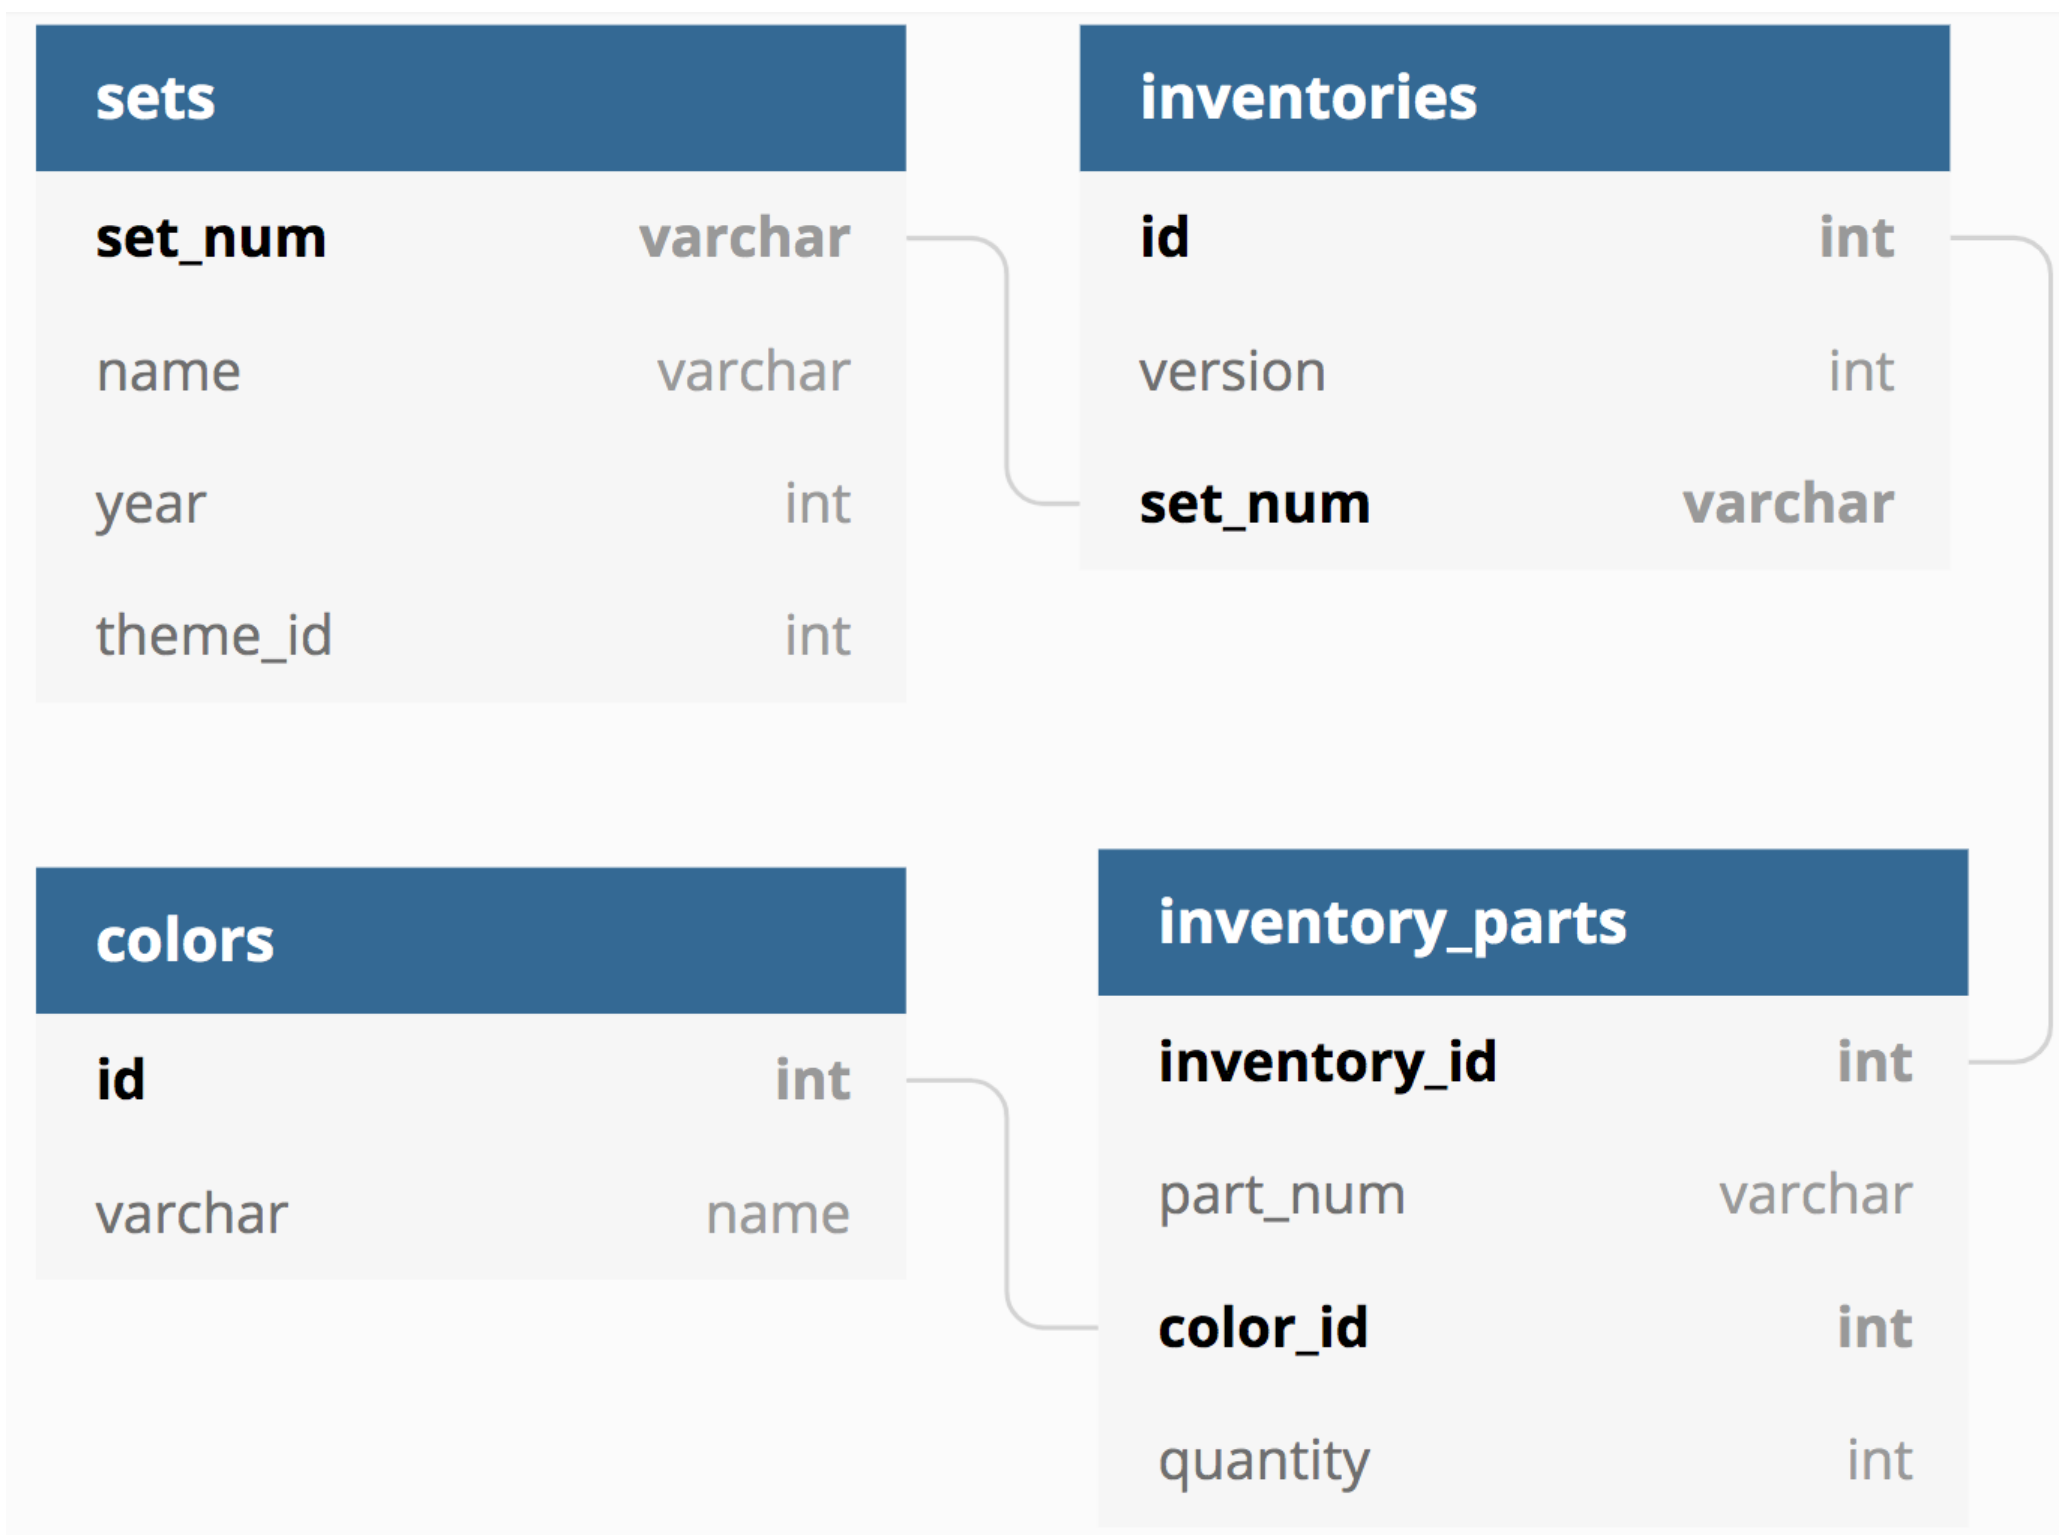 sets
set_num varchar
name varchar
year int
theme_id int
inventories
id int
version int
set_num varchar
colors
id int
varchar name
inventory_parts
inventory_id int
part_num varchar
color_id int
quantity int